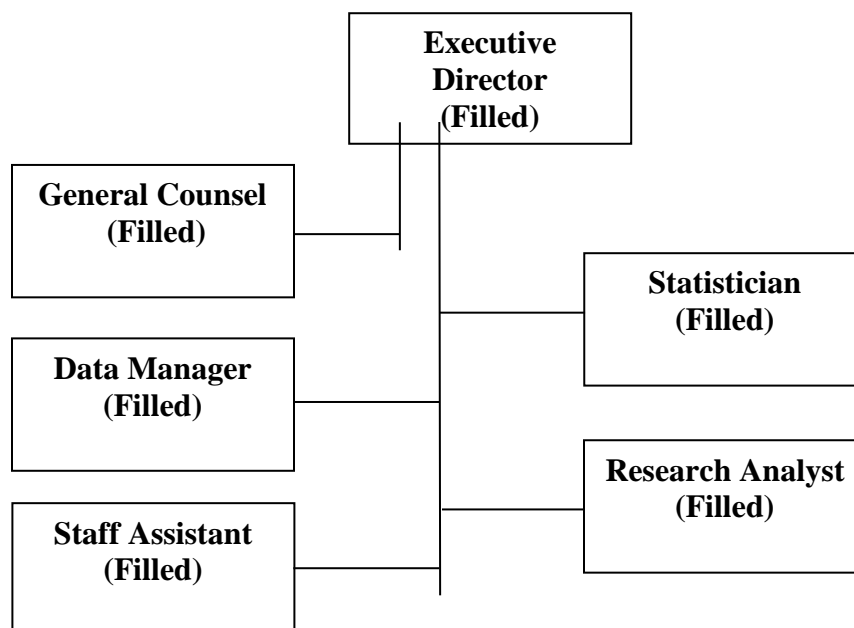 Executive
Director
(Filled)
General Counsel
(Filled)
Statistician
(Filled)
Data Manager
(Filled)
Research Analyst
(Filled)
Staff Assistant
(Filled)